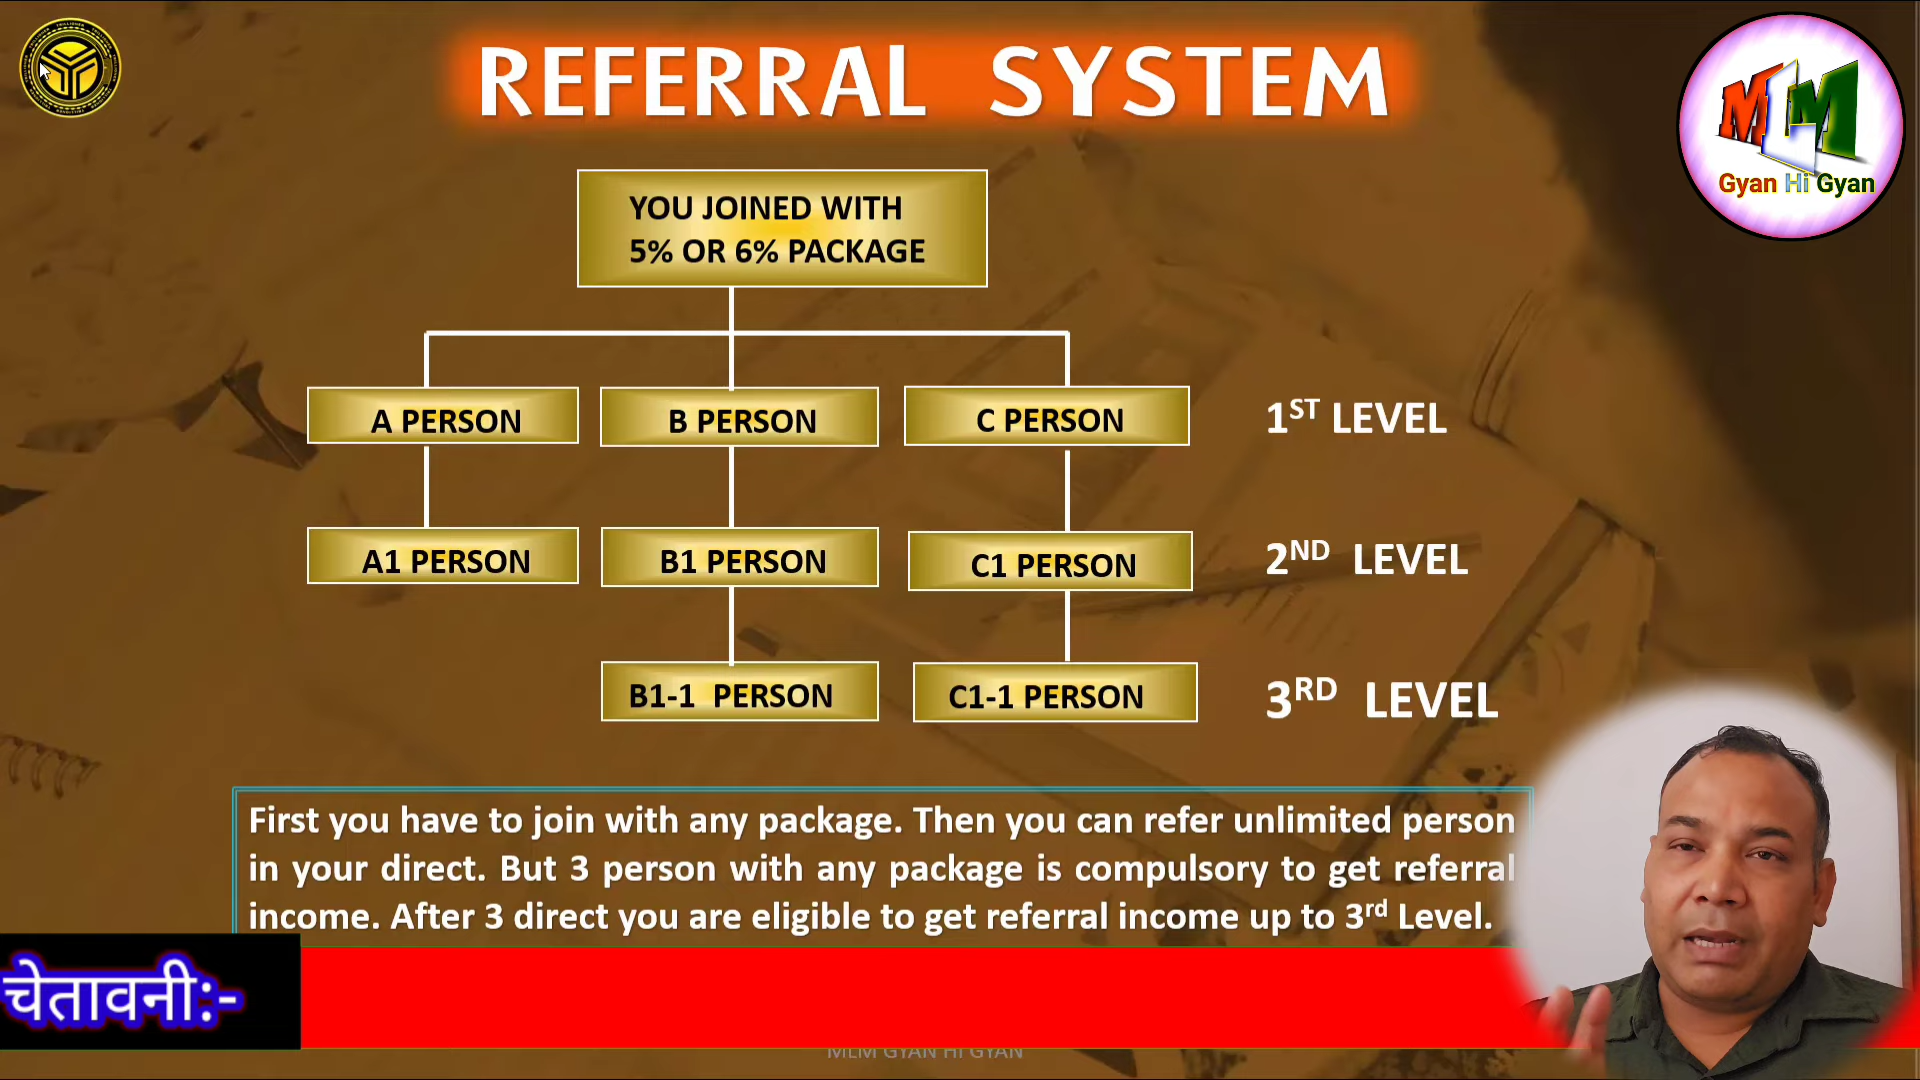 REFERRAL SYSTEM
MLM
Gyan Hi Gyan
YOU JOINED WITH
5% OR 6% PACKAGE
A PERSON
B PERSON
C PERSON
1ST LEVEL
A1 PERSON
B1 PERSON
C1 PERSON
2ND LEVEL
B1-1 PERSON
C1-1 PERSON
3RD LEVEL
First you have to join with any package. Then you can refer unlimited person
in your direct. But 3 person with any package is compulsory to get referral
income. After 3 direct you are eligible to get referral income up to 3rd Level.
चेतावनी:-
MLM GYAN HI GYAN